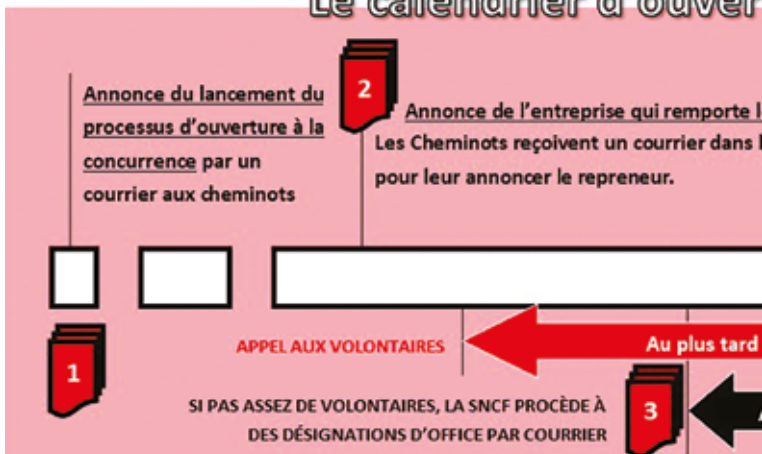 Le calendrier d'ouver
Annonce du lancement du
processus d'ouverture à la
concurrence par un
courrier aux cheminots
2
Annonce de l'entreprise qui remporte l
Les Cheminots reçoivent un courrier dans l
pour leur annoncer le repreneur.
1
APPEL AUX VOLONTAIRES
Au plus tard
SI PAS ASSEZ DE VOLONTAIRES, LA SNCF PROCÈDE À
DES DÉSIGNATIONS D'OFFICE PAR COURRIER
3